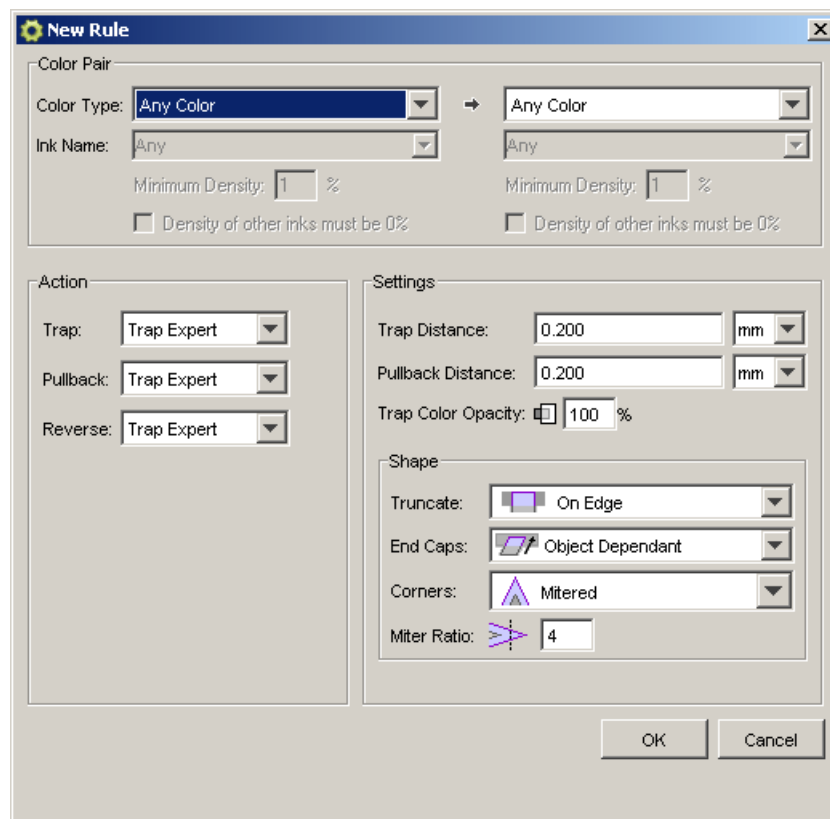 New Rule
Color Pair
Color Type: Any Color Any Color
Ink Name: Any Any
Minimum Density: 1 % Minimum Density: 1 %
Density of other inks must be 0% Density of other inks must be 0%
Action Settings
Trap: Trap Expert Trap Distance: 0.200 mm
Pullback: Trap Expert Pullback Distance: 0.200 mm
Reverse: Trap Expert Trap Color Opacity: 100 %
Shape
Truncate: On Edge
End Caps: Object Dependant
Corners: Mitered
Miter Ratio: 4
OK Cancel